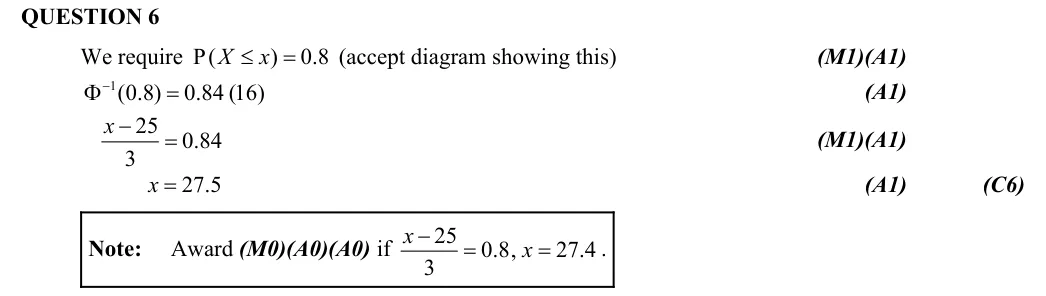 QUESTION 6
We require P(X ≤ x) = 0.8 (accept diagram showing this) (M1)(A1)
Φ⁻¹(0.8) = 0.84 (16) (A1)
(x − 25)/3 = 0.84 (M1)(A1)
x = 27.5 (A1) (C6)
Note: Award (M0)(A0)(A0) if (x − 25)/3 = 0.8, x = 27.4 .